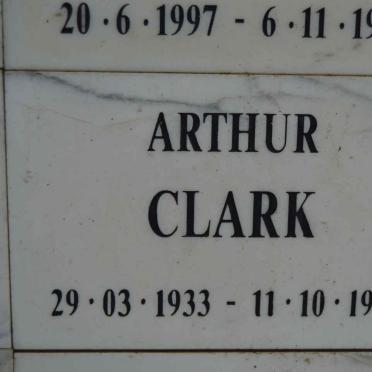 20·6·1997 - 6·11·19
ARTHUR
CLARK
29·03·1933 - 11·10·19